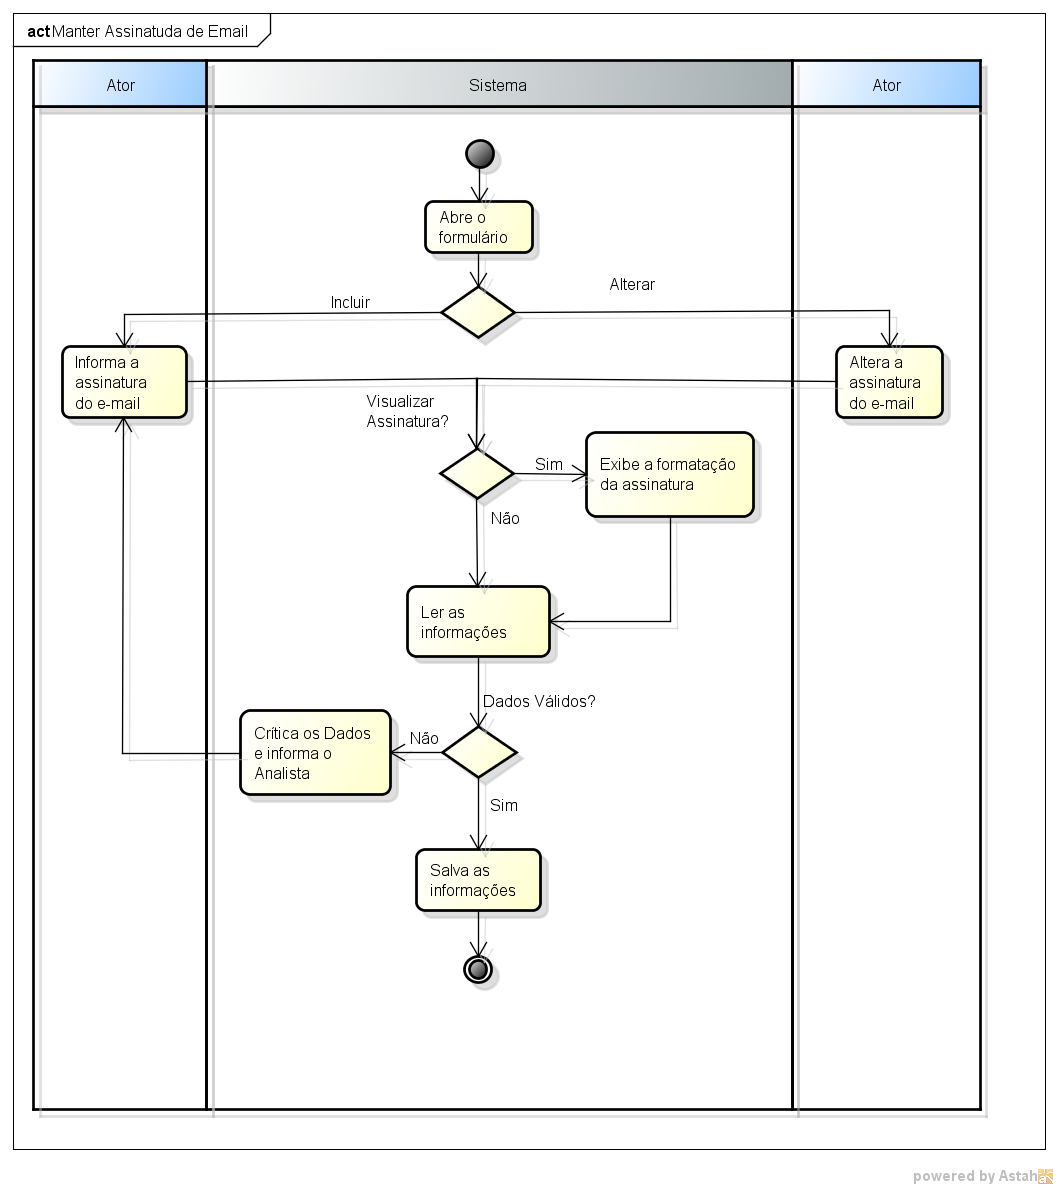 act Manter Assinatuda de Email
Ator
Sistema
Ator
Abre o
formulário
Incluir
Alterar
Informa a
assinatura
do e-mail
Altera a
assinatura
do e-mail
Visualizar
Assinatura?
Sim
Exibe a formatação
da assinatura
Não
Ler as
informações
Dados Válidos?
Não
Crítica os Dados
e informa o
Analista
Sim
Salva as
informações
powered by Astah